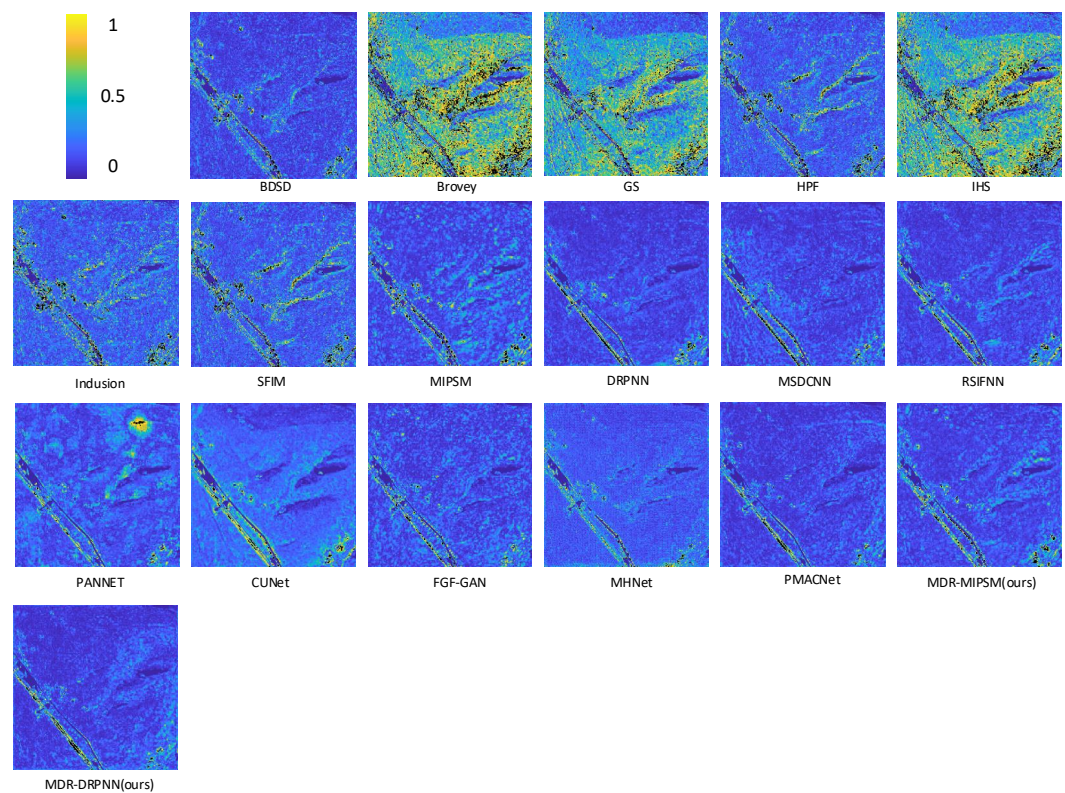 1
0.5
0
BDSD
Brovey
GS
HPF
IHS
Indusion
SFIM
MIPSM
DRPNN
MSDCNN
RSIFNN
PANNET
CUNet
FGF-GAN
MHNet
PMACNet
MDR-MIPSM(ours)
MDR-DRPNN(ours)